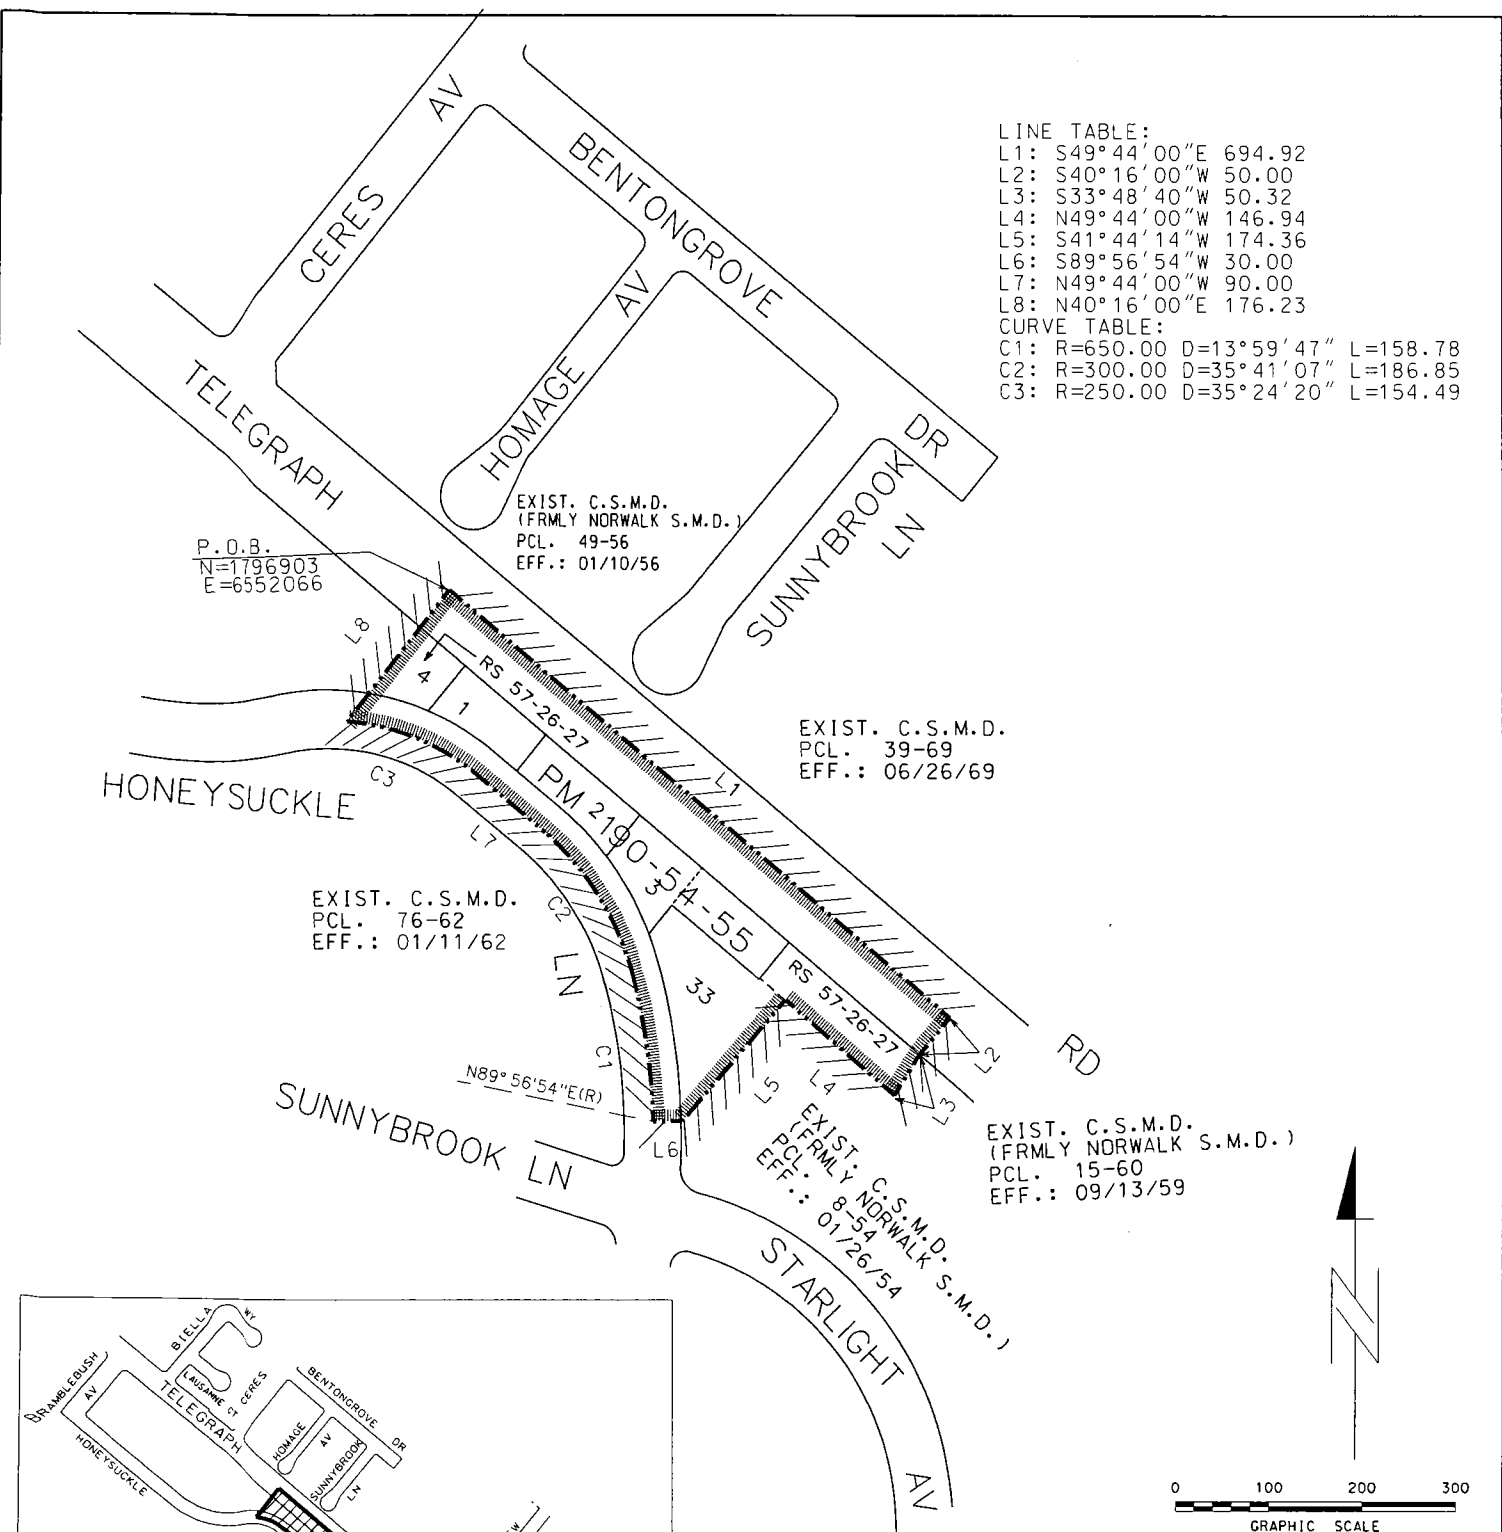 LINE TABLE:
L1: S49°44'00"E 694.92
L2: S40°16'00"W 50.00
L3: S33°48'40"W 50.32
L4: N49°44'00"W 146.94
L5: S41°44'14"W 174.36
L6: S89°56'54"W 30.00
L7: N49°44'00"W 90.00
L8: N40°16'00"E 176.23
CURVE TABLE:
C1: R=650.00 D=13°59'47" L=158.78
C2: R=300.00 D=35°41'07" L=186.85
C3: R=250.00 D=35°24'20" L=154.49
CERES AV
BENTONGROVE DR
HOMAGE AV
SUNNYBROOK LN
TELEGRAPH RD
EXIST. C.S.M.D.
(FRMLY NORWALK S.M.D.)
PCL. 49-56
EFF.: 01/10/56
P.O.B.
N=1796903
E=6552066
L8
RS 57-26-27
4
1
PM 2190-54-55
3
L1
EXIST. C.S.M.D.
PCL. 39-69
EFF.: 06/26/69
HONEYSUCKLE LN
C3
L7
C2
C1
EXIST. C.S.M.D.
PCL. 76-62
EFF.: 01/11/62
33
RS 57-26-27
L2
L3
L4
L5
L6
N89°56'54"E(R)
SUNNYBROOK LN
EXIST. C.S.M.D.
(FRMLY NORWALK S.M.D.)
PCL. 8-54
EFF.: 01/26/54
EXIST. C.S.M.D.
(FRMLY NORWALK S.M.D.)
PCL. 15-60
EFF.: 09/13/59
STARLIGHT AV
N
0 100 200 300
GRAPHIC SCALE
BRAMBLEBUSH AV
BIELLA WY
LAUSANNE CT
CERES
TELEGRAPH
HONEYSUCKLE
BENTONGROVE DR
HOMAGE AV
SUNNYBROOK LN